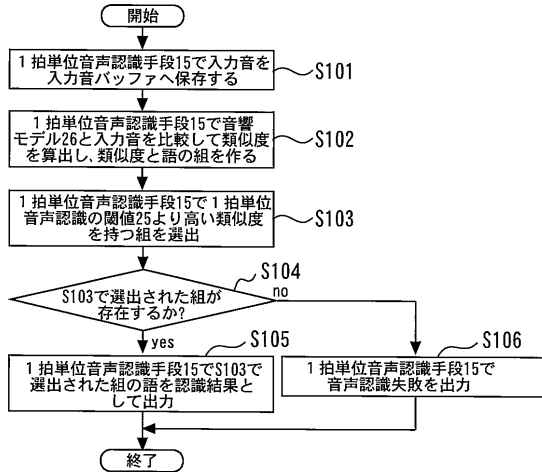 開始
1拍単位音声認識手段15で入力音を
入力音バッファへ保存する
S101
1拍単位音声認識手段15で音響
モデル26と入力音を比較して類似度
を算出し、類似度と語の組を作る
S102
1拍単位音声認識手段15で1拍単位
音声認識の閾値25より高い類似度
を持つ組を選出
S103
S104
S103で選出された組が
存在するか?
no
yes
S105
1拍単位音声認識手段15でS103で
選出された組の語を認識結果と
して出力
S106
1拍単位音声認識手段15で
音声認識失敗を出力
終了